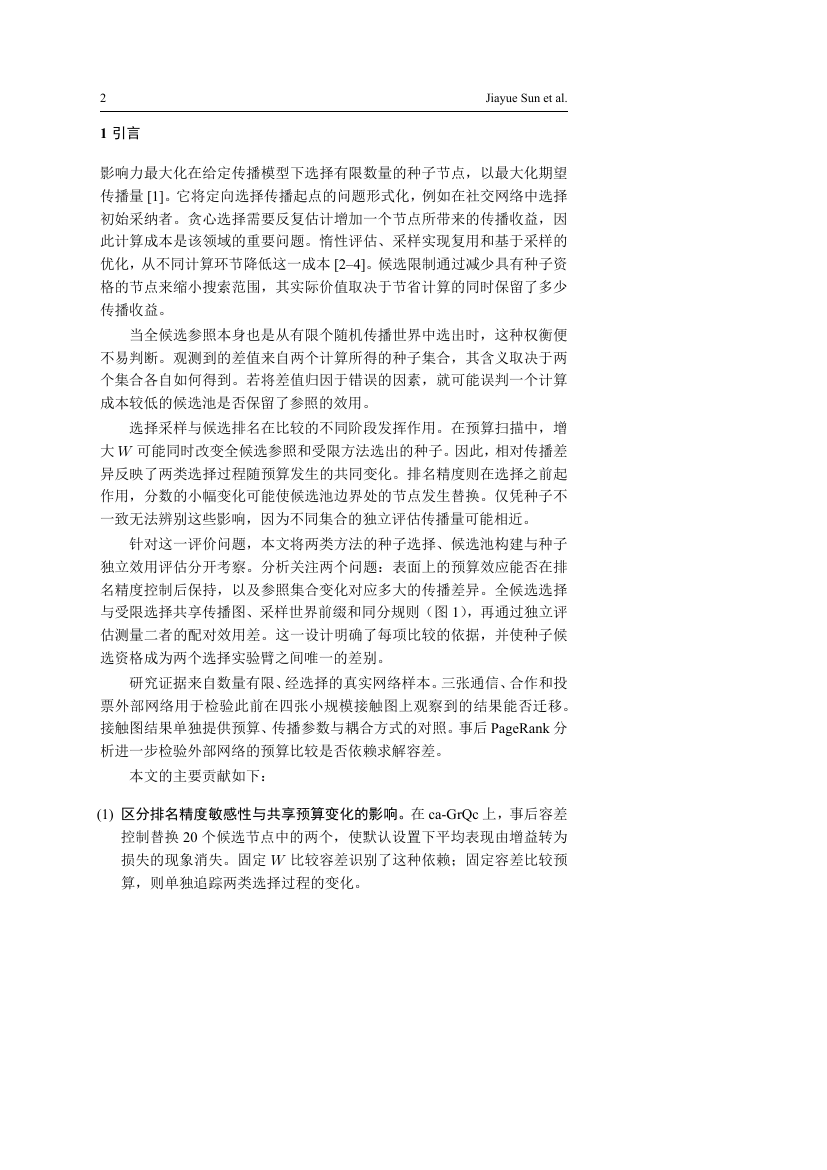 2
Jiayue Sun et al.
1 引言
影响力最大化在给定传播模型下选择有限数量的种子节点，以最大化期望
传播量 [1]。它将定向选择传播起点的问题形式化，例如在社交网络中选择
初始采纳者。贪心选择需要反复估计增加一个节点所带来的传播收益，因
此计算成本是该领域的重要问题。惰性评估、采样实现复用和基于采样的
优化，从不同计算环节降低这一成本 [2–4]。候选限制通过减少具有种子资
格的节点来缩小搜索范围，其实际价值取决于节省计算的同时保留了多少
传播收益。
当全候选参照本身也是从有限个随机传播世界中选出时，这种权衡便
不易判断。观测到的差值来自两个计算所得的种子集合，其含义取决于两
个集合各自如何得到。若将差值归因于错误的因素，就可能误判一个计算
成本较低的候选池是否保留了参照的效用。
选择采样与候选排名在比较的不同阶段发挥作用。在预算扫描中，增
大 W 可能同时改变全候选参照和受限方法选出的种子。因此，相对传播差
异反映了两类选择过程随预算发生的共同变化。排名精度则在选择之前起
作用，分数的小幅变化可能使候选池边界处的节点发生替换。仅凭种子不
一致无法辨别这些影响，因为不同集合的独立评估传播量可能相近。
针对这一评价问题，本文将两类方法的种子选择、候选池构建与种子
独立效用评估分开考察。分析关注两个问题：表面上的预算效应能否在排
名精度控制后保持，以及参照集合变化对应多大的传播差异。全候选选择
与受限选择共享传播图、采样世界前缀和同分规则（图 1），再通过独立评
估测量二者的配对效用差。这一设计明确了每项比较的依据，并使种子候
选资格成为两个选择实验臂之间唯一的差别。
研究证据来自数量有限、经选择的真实网络样本。三张通信、合作和投
票外部网络用于检验此前在四张小规模接触图上观察到的结果能否迁移。
接触图结果单独提供预算、传播参数与耦合方式的对照。事后 PageRank 分
析进一步检验外部网络的预算比较是否依赖求解容差。
本文的主要贡献如下：
(1) 区分排名精度敏感性与共享预算变化的影响。在 ca-GrQc 上，事后容差
控制替换 20 个候选节点中的两个，使默认设置下平均表现由增益转为
损失的现象消失。固定 W 比较容差识别了这种依赖；固定容差比较预
算，则单独追踪两类选择过程的变化。